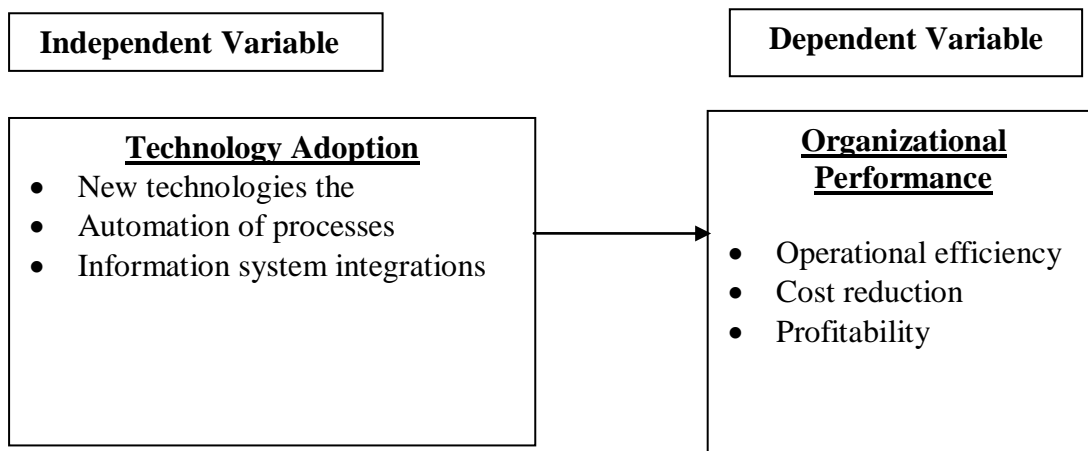 Independent Variable
Dependent Variable
Technology Adoption
• New technologies the
• Automation of processes
• Information system integrations
Organizational
Performance
• Operational efficiency
• Cost reduction
• Profitability